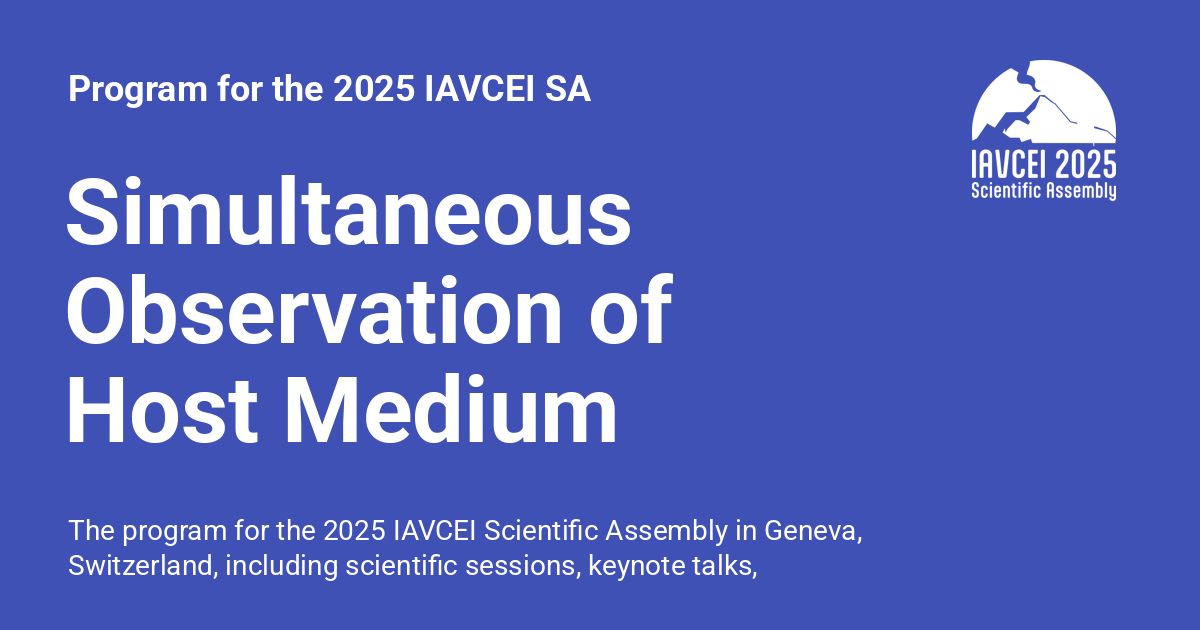 Program for the 2025 IAVCEI SA
IAVCEI 2025
Scientific Assembly
Simultaneous
Observation of
Host Medium
The program for the 2025 IAVCEI Scientific Assembly in Geneva,
Switzerland, including scientific sessions, keynote talks,